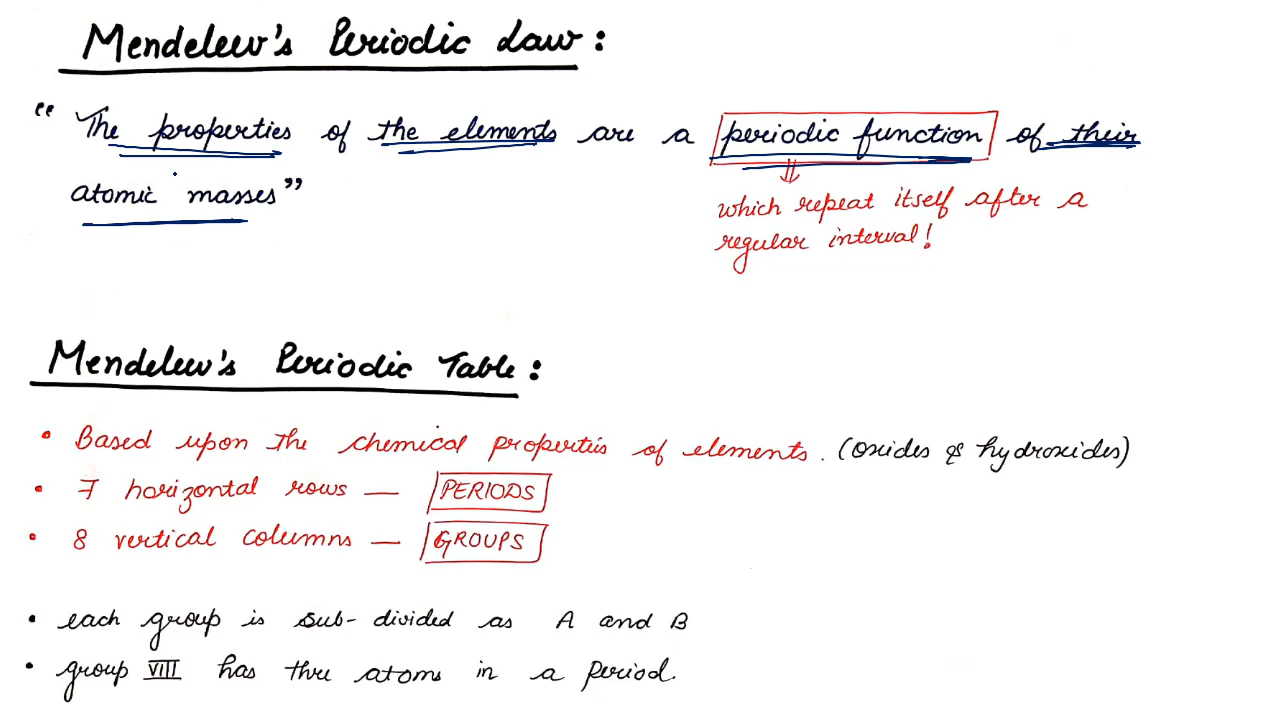 Mendeleev's Periodic Law :
“ The properties of the elements are a periodic function of their
atomic masses ”
which repeat itself after a
regular interval!
Mendeleev's Periodic Table :
• Based upon the chemical properties of elements. (oxides & hydroxides)
• 7 horizontal rows — PERIODS
• 8 vertical columns — GROUPS
• each group is sub-divided as A and B
• group VIII has three atoms in a period.